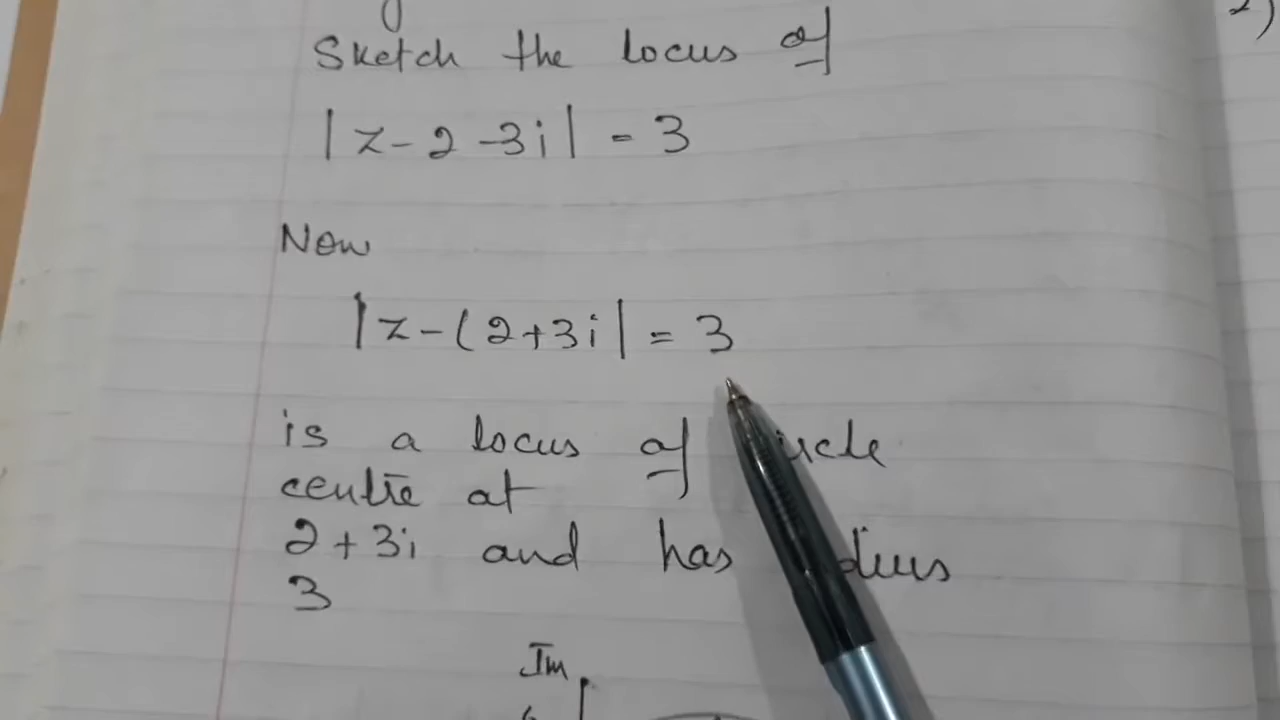 Sketch the locus of
|z-2-3i| = 3
Now
|z-(2+3i| = 3
is a locus of
centre at
2+3i and has
3
Im
2)